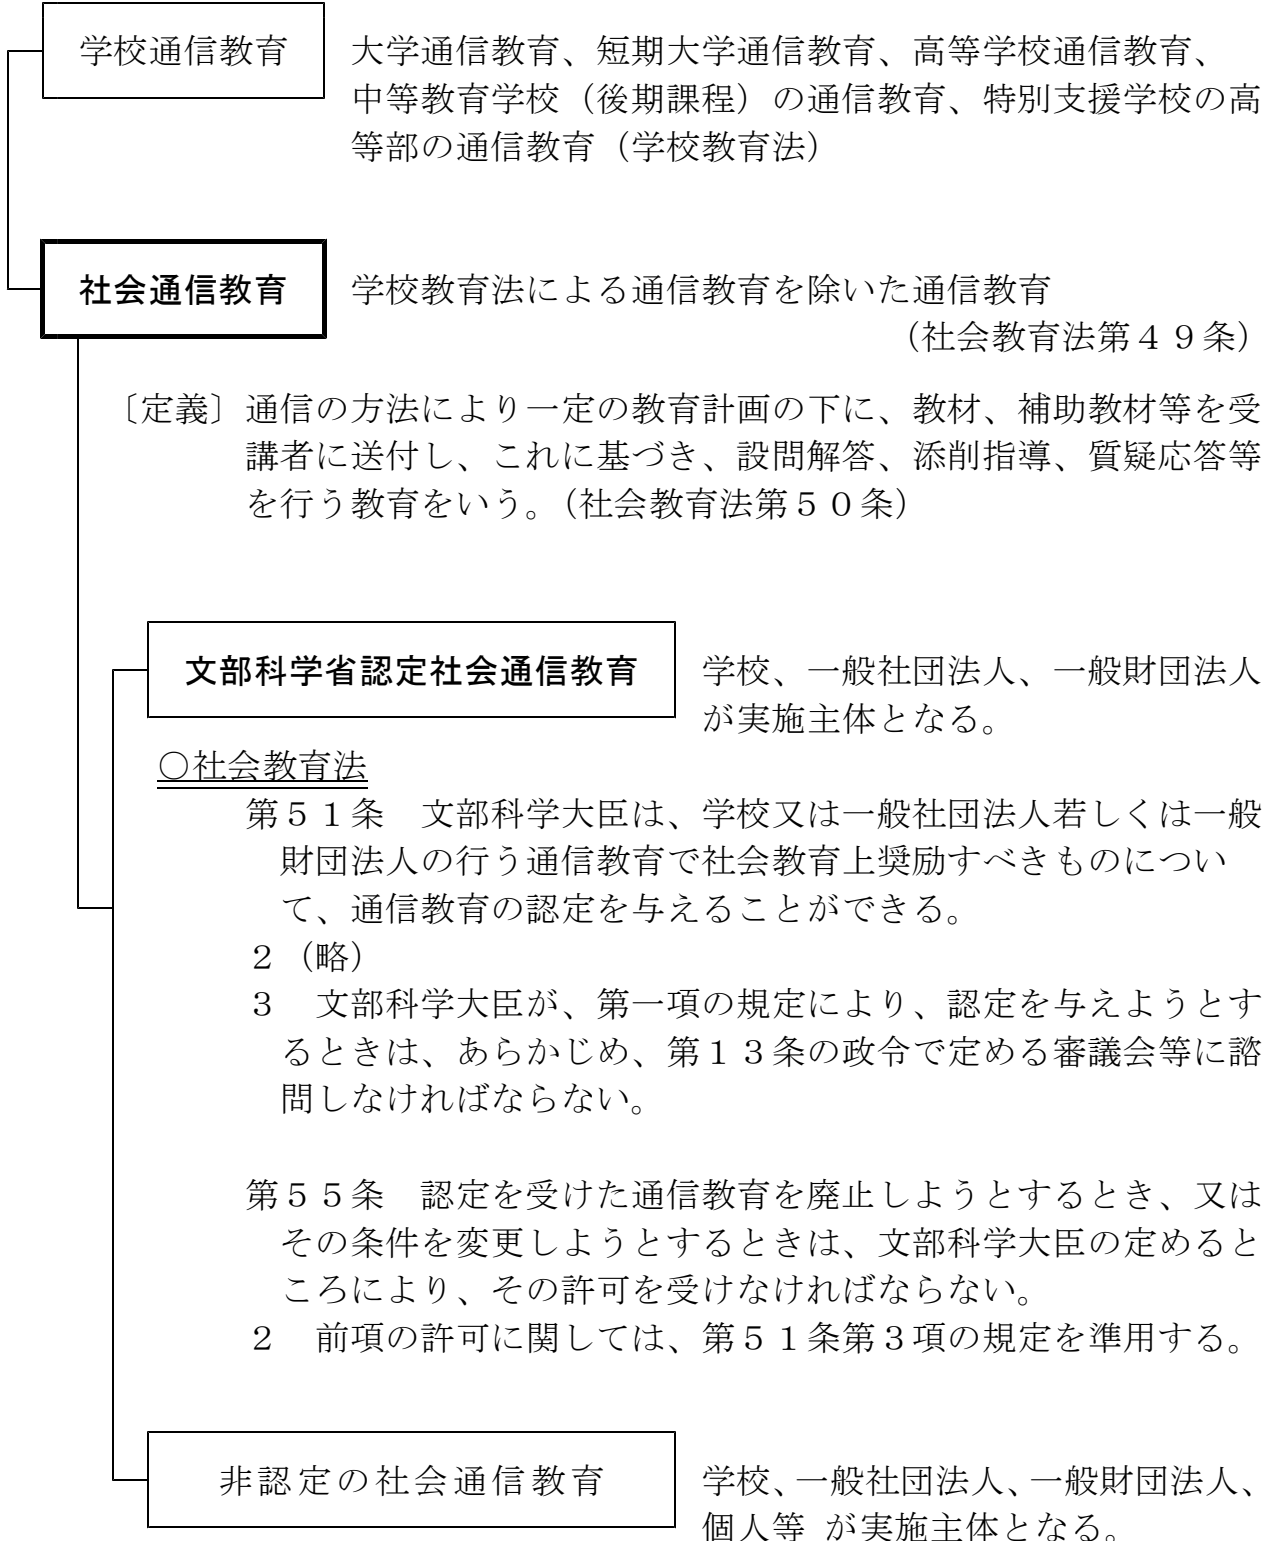 学校通信教育
大学通信教育、短期大学通信教育、高等学校通信教育、
中等教育学校（後期課程）の通信教育、特別支援学校の高
等部の通信教育（学校教育法）
社会通信教育
学校教育法による通信教育を除いた通信教育
（社会教育法第４９条）
〔定義〕通信の方法により一定の教育計画の下に、教材、補助教材等を受
講者に送付し、これに基づき、設問解答、添削指導、質疑応答等
を行う教育をいう。（社会教育法第５０条）
文部科学省認定社会通信教育
学校、一般社団法人、一般財団法人
が実施主体となる。
○社会教育法
第５１条　文部科学大臣は、学校又は一般社団法人若しくは一般
財団法人の行う通信教育で社会教育上奨励すべきものについ
て、通信教育の認定を与えることができる。
２（略）
３　文部科学大臣が、第一項の規定により、認定を与えようとす
るときは、あらかじめ、第１３条の政令で定める審議会等に諮
問しなければならない。
第５５条　認定を受けた通信教育を廃止しようとするとき、又は
その条件を変更しようとするときは、文部科学大臣の定めると
ころにより、その許可を受けなければならない。
２　前項の許可に関しては、第５１条第３項の規定を準用する。
非認定の社会通信教育
学校、一般社団法人、一般財団法人、
個人等 が実施主体となる。